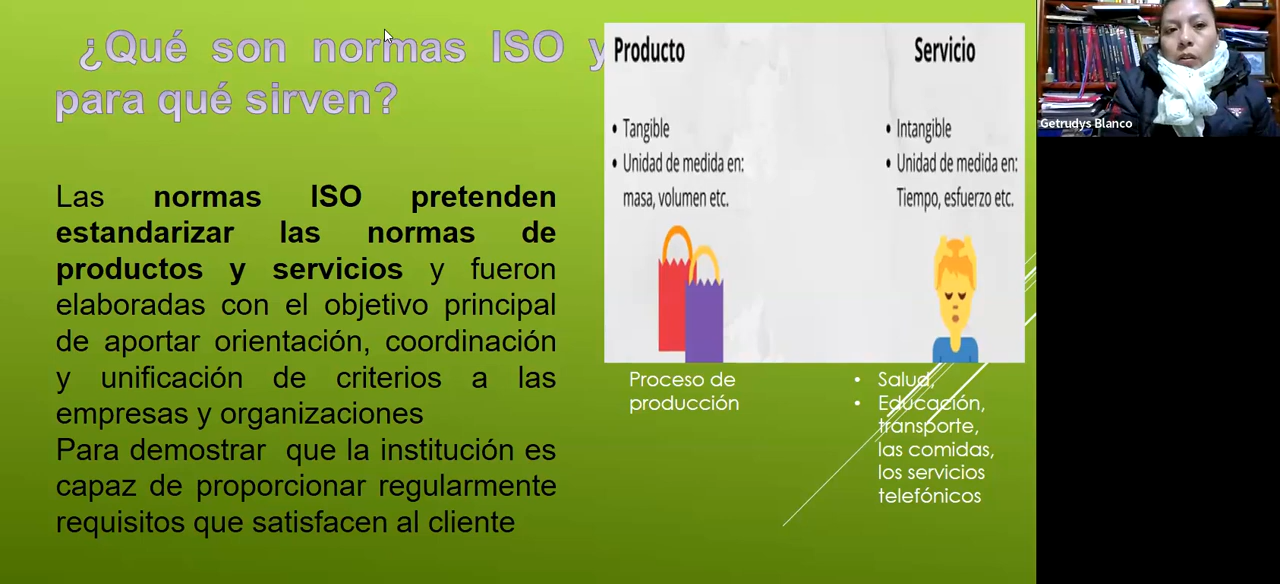 ¿Qué son normas ISO y
para qué sirven?
Las normas ISO pretenden
estandarizar las normas de
productos y servicios y fueron
elaboradas con el objetivo principal
de aportar orientación, coordinación
y unificación de criterios a las
empresas y organizaciones
Para demostrar que la institución es
capaz de proporcionar regularmente
requisitos que satisfacen al cliente
Producto
• Tangible
• Unidad de medida en:
masa, volumen etc.
Proceso de
producción
Servicio
• Intangible
• Unidad de medida en:
Tiempo, esfuerzo etc.
• Salud,
• Educación,
transporte,
las comidas,
los servicios
telefónicos
Getrudys Blanco